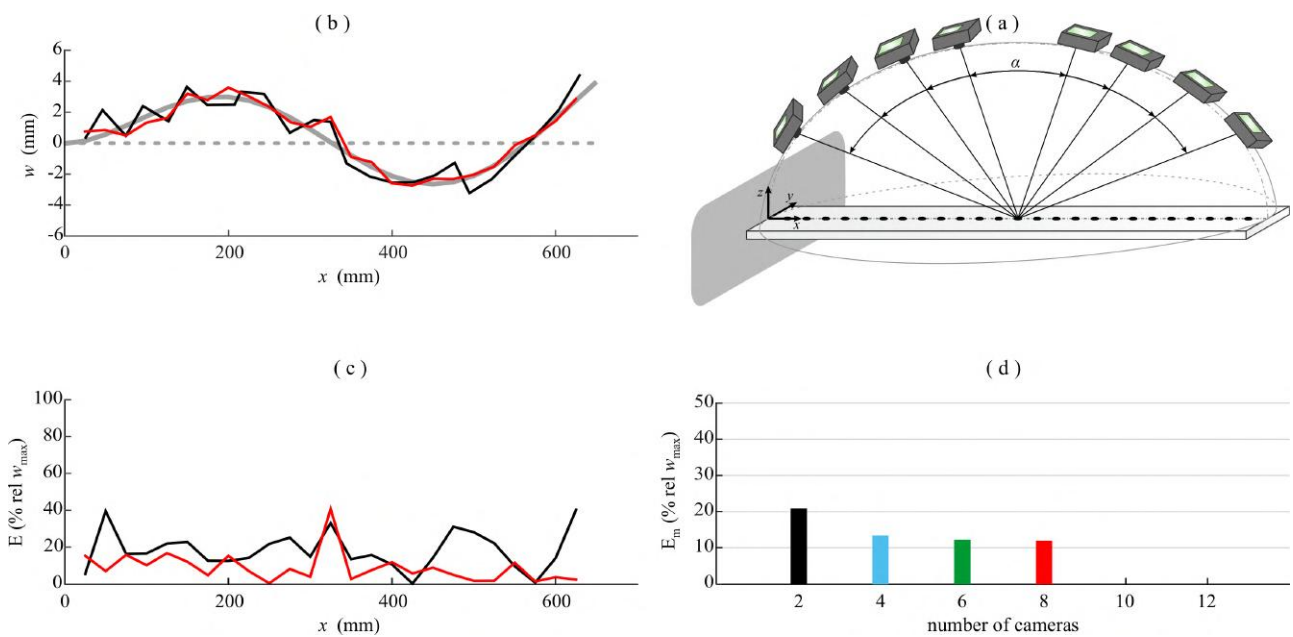 ( b )
6
4
2
0
-2
-4
-6
w (mm)
0
200
400
600
x (mm)
( a )
α
z
y
x
( c )
100
80
60
40
20
0
E (% rel wmax)
0
200
400
600
x (mm)
( d )
50
40
30
20
10
0
Em (% rel wmax)
2
4
6
8
10
12
number of cameras